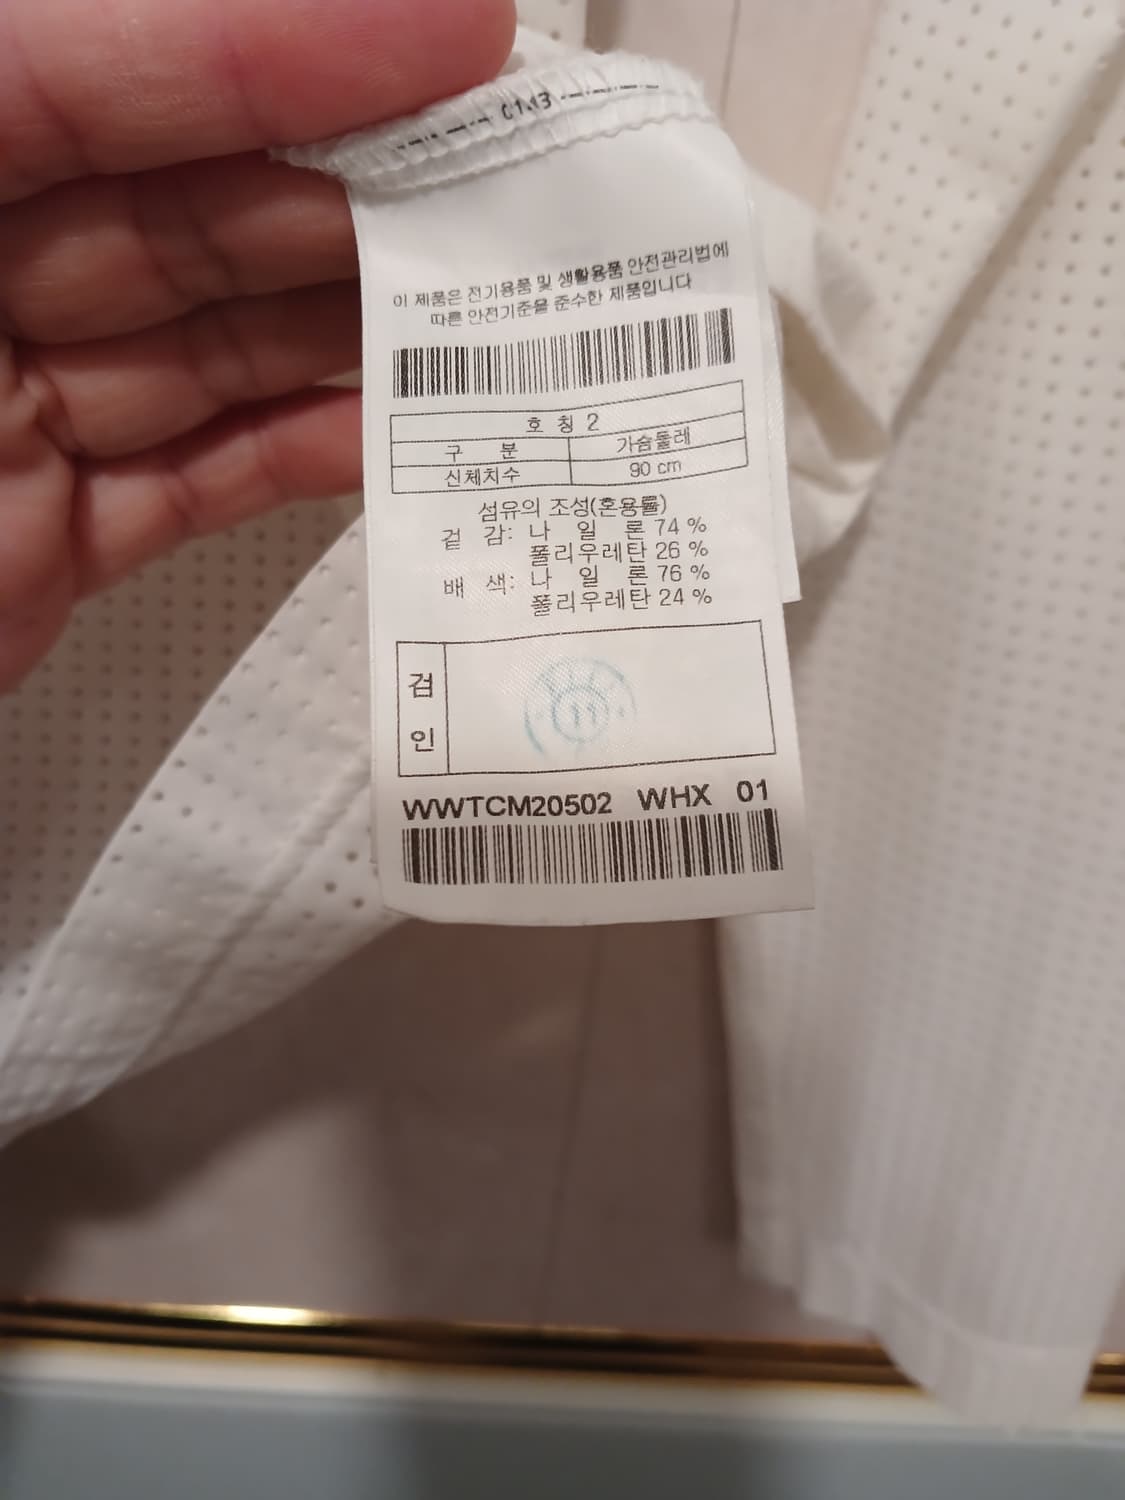 이 제품은 전기용품 및 생활용품 안전관리법에
따른 안전기준을 준수한 제품입니다
호 칭 2
구 분 가슴둘레
신체치수 90 cm
섬유의 조성(혼용률)
겉 감: 나 일 론 74 %
폴리우레탄 26 %
배 색: 나 일 론 76 %
폴리우레탄 24 %
검
인
WWTCM20502 WHX 01